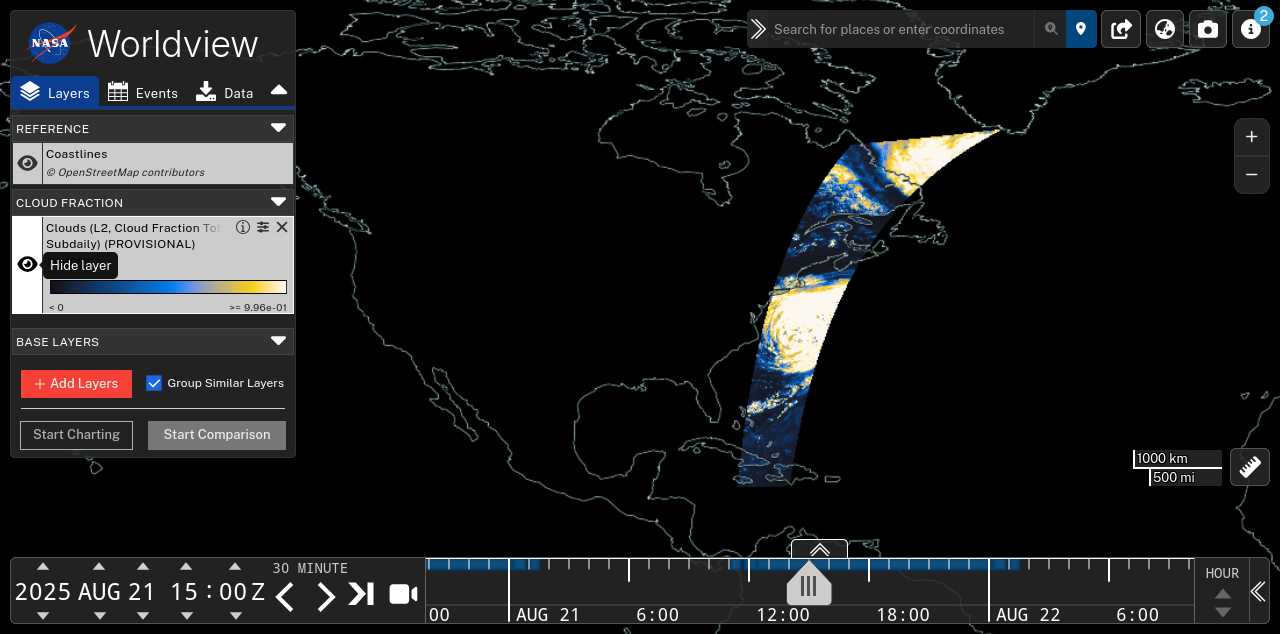 NASA
Worldview
Search for places or enter coordinates
2
Layers
Events
Data
REFERENCE
Coastlines
© OpenStreetMap contributors
CLOUD FRACTION
Clouds (L2, Cloud Fraction Tot
Subdaily) (PROVISIONAL)
Hide layer
< 0
>= 9.96e-01
BASE LAYERS
+ Add Layers
Group Similar Layers
Start Charting
Start Comparison
+
−
1000 km
500 mi
2025 AUG 21 15 : 00 Z
30 MINUTE
00
AUG 21
6:00
12:00
18:00
AUG 22
6:00
HOUR